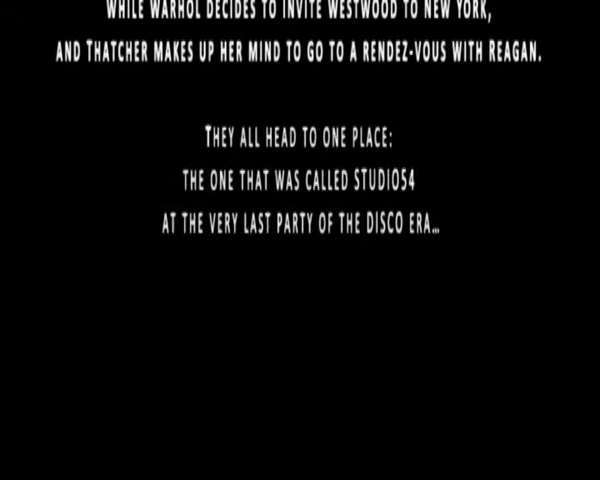 WHILE WARHOL DECIDES TO INVITE WESTWOOD TO NEW YORK,
AND THATCHER MAKES UP HER MIND TO GO TO A RENDEZ-VOUS WITH REAGAN.
THEY ALL HEAD TO ONE PLACE:
THE ONE THAT WAS CALLED STUDIO54
AT THE VERY LAST PARTY OF THE DISCO ERA...